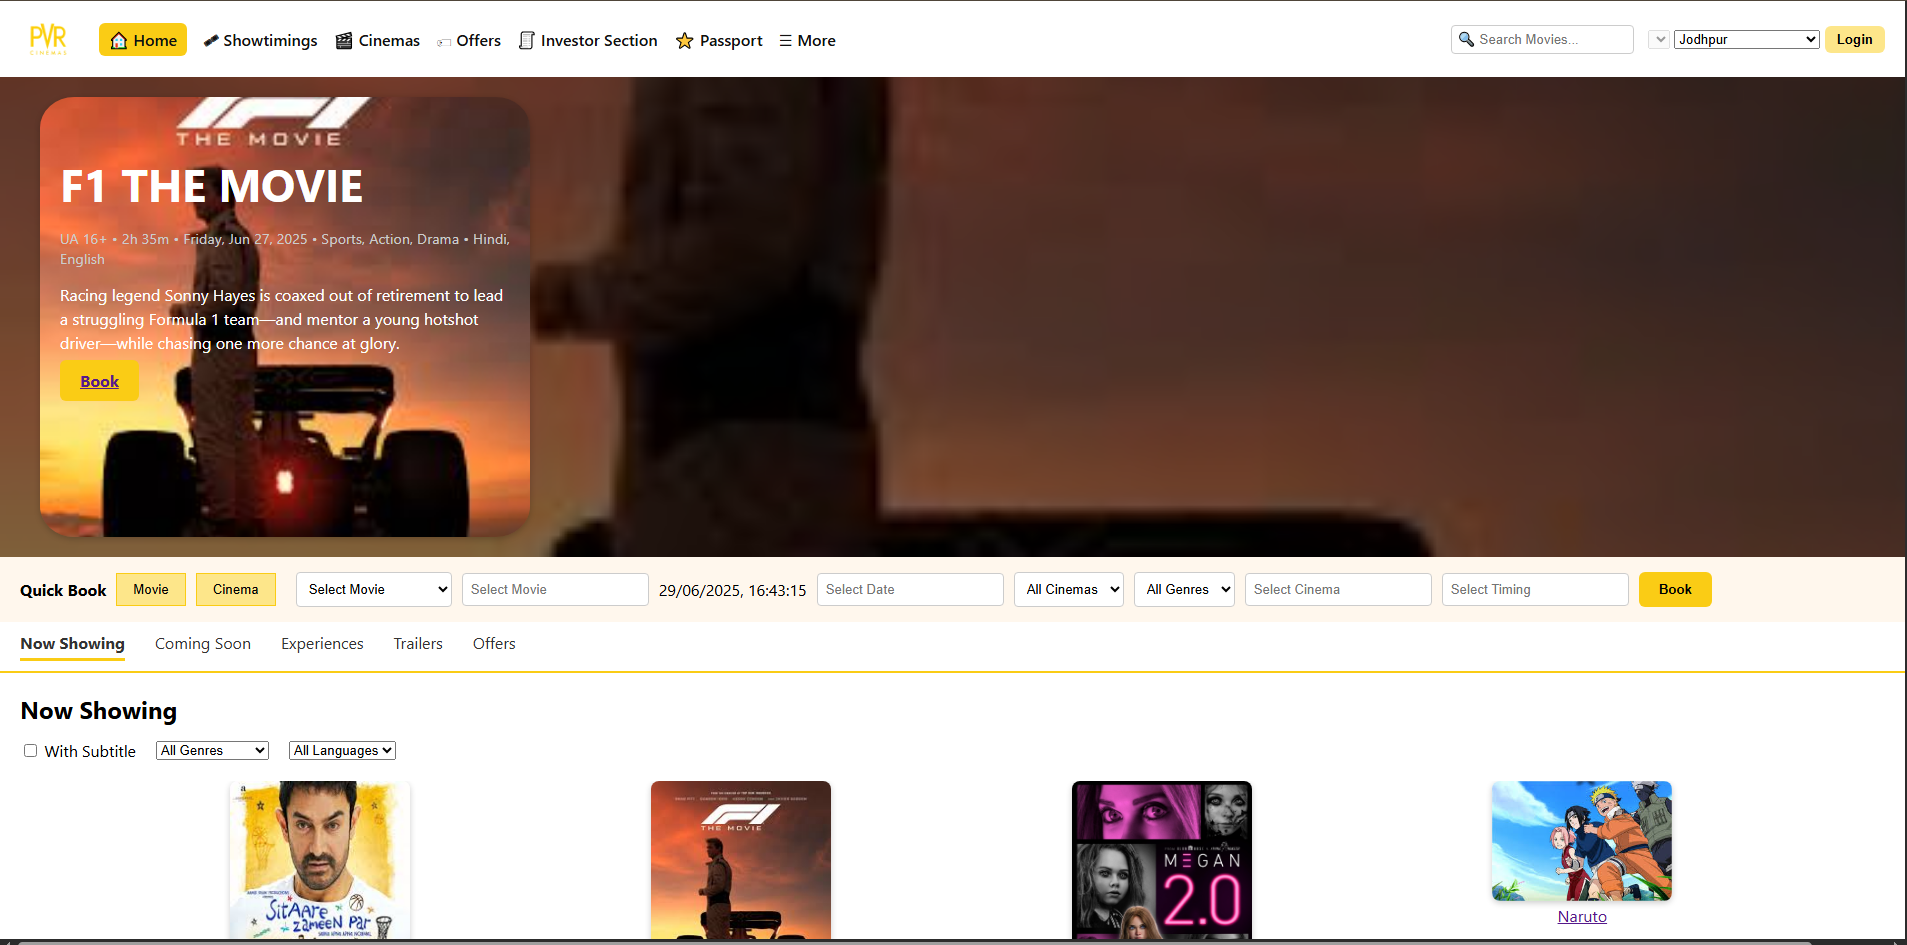 PVR
CINEMAS
Home
Showtimings
Cinemas
Offers
Investor Section
Passport
☰ More
Search Movies...
Jodhpur
Login
THE MOVIE
F1 THE MOVIE
UA 16+ • 2h 35m • Friday, Jun 27, 2025 • Sports, Action, Drama • Hindi,
English
Racing legend Sonny Hayes is coaxed out of retirement to lead
a struggling Formula 1 team—and mentor a young hotshot
driver—while chasing one more chance at glory.
Book
Quick Book
Movie
Cinema
Select Movie
Select Movie
29/06/2025, 16:43:15
Select Date
All Cinemas
All Genres
Select Cinema
Select Timing
Book
Now Showing
Coming Soon
Experiences
Trailers
Offers
Now Showing
With Subtitle
All Genres
All Languages
SITAARE
ZAMEEN PAR
F1
THE MOVIE
MEGAN
2.0
Naruto